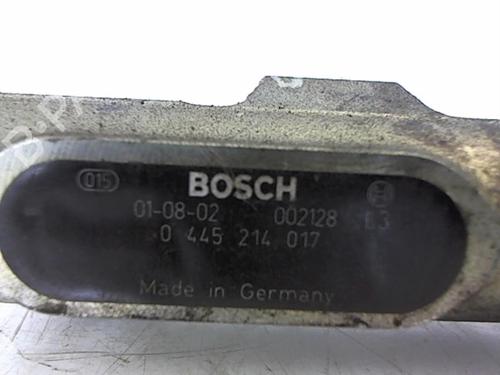 015 BOSCH
01-08-02 002128 E3
0 445 214 017
Made in Germany